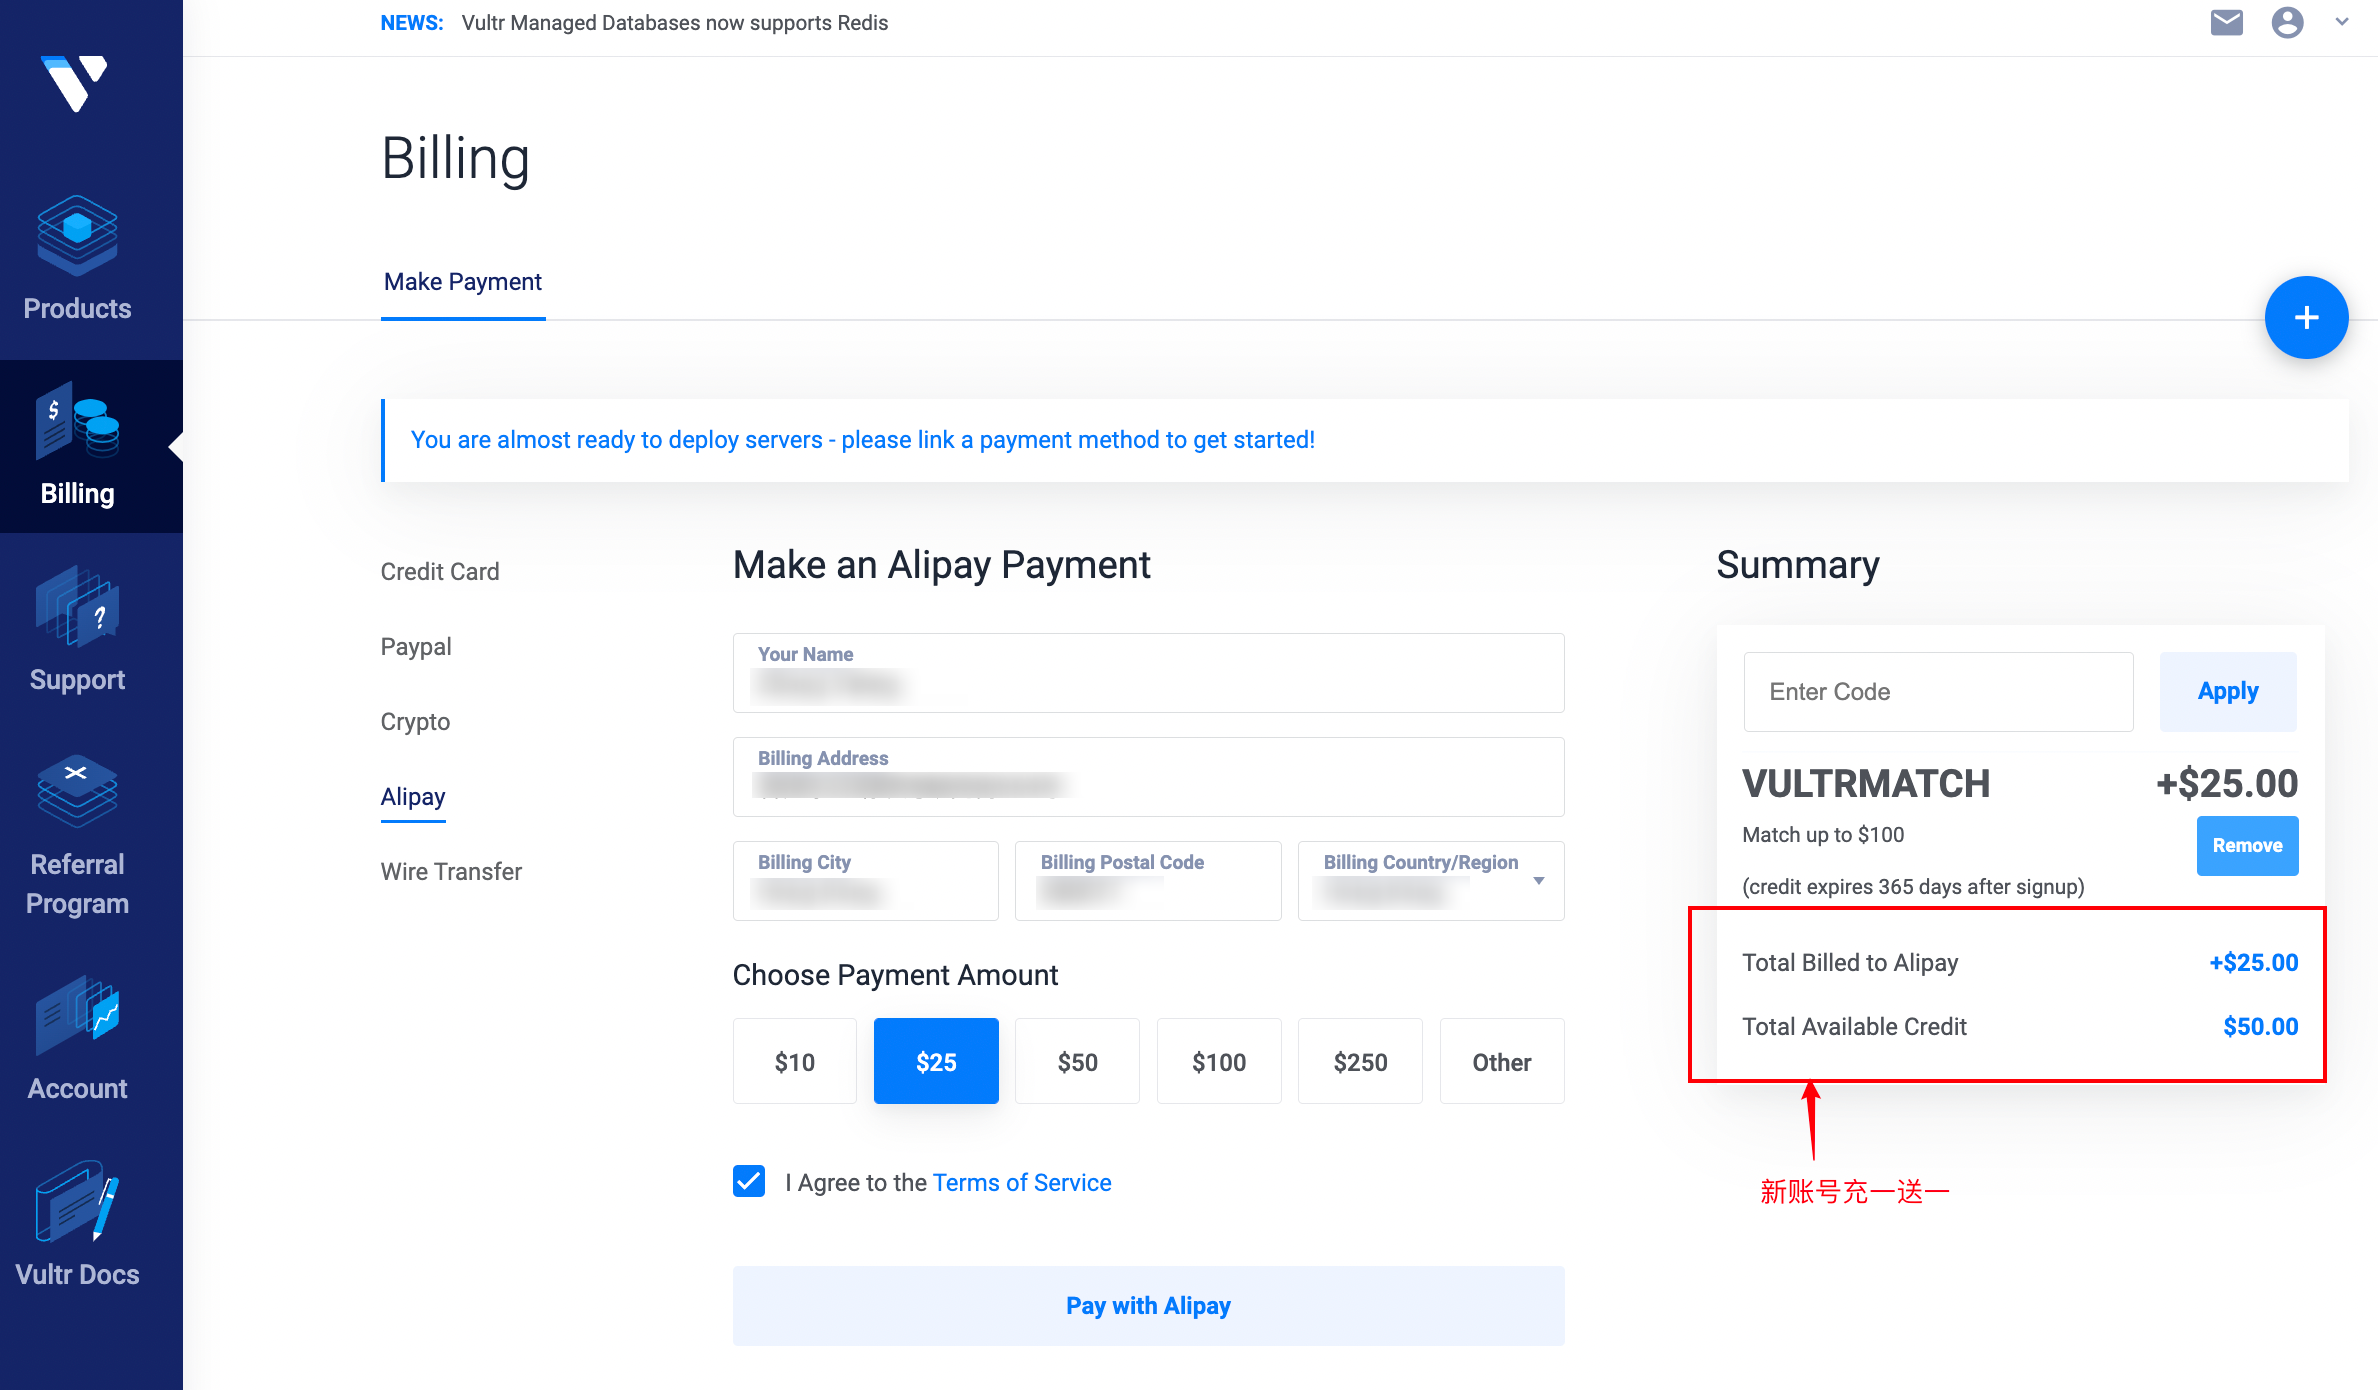 NEWS: Vultr Managed Databases now supports Redis
Billing
Make Payment
+
You are almost ready to deploy servers - please link a payment method to get started!
Products
$
Billing
?
Support
Referral
Program
Account
Vultr Docs
Credit Card
Paypal
Crypto
Alipay
Wire Transfer
Make an Alipay Payment
Your Name
Billing Address
Billing City
Billing Postal Code
Billing Country/Region
Choose Payment Amount
$10
$25
$50
$100
$250
Other
I Agree to the Terms of Service
Pay with Alipay
Summary
Enter Code
Apply
VULTRMATCH +$25.00
Match up to $100
Remove
(credit expires 365 days after signup)
Total Billed to Alipay +$25.00
Total Available Credit $50.00
新账号充一送一